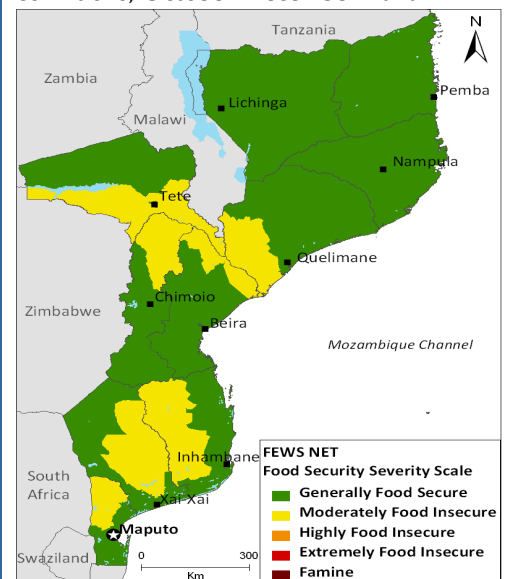 N
Tanzania
Zambia
Pemba
Lichinga
Malawi
Nampula
Tete
Quelimane
Chimoio
Zimbabwe
Beira
Mozambique Channel
Inhambane
South
Africa
Xai Xai
Maputo
Swaziland
0 300
Km
FEWS NET
Food Security Severity Scale
Generally Food Secure
Moderately Food Insecure
Highly Food Insecure
Extremely Food Insecure
Famine